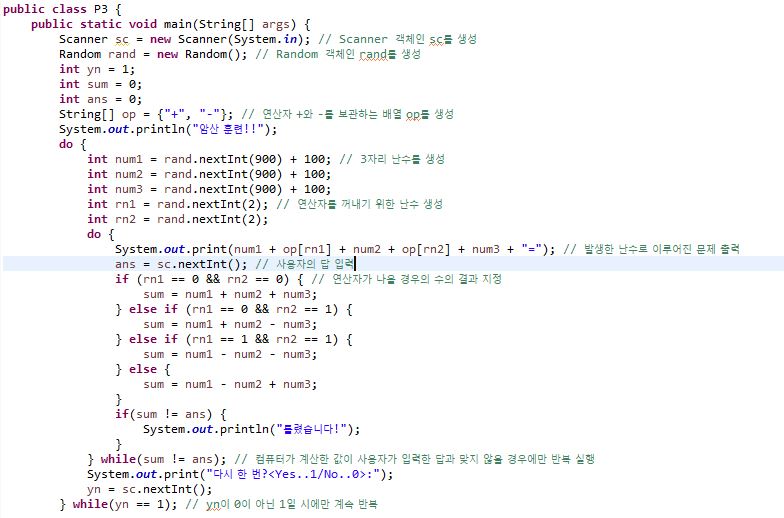 public class P3 {
    public static void main(String[] args) {
        Scanner sc = new Scanner(System.in); // Scanner 객체인 sc를 생성
        Random rand = new Random(); // Random 객체인 rand를 생성
        int yn = 1;
        int sum = 0;
        int ans = 0;
        String[] op = {"+", "-"}; // 연산자 +와 -를 보관하는 배열 op를 생성
        System.out.println("암산 훈련!!");
        do {
            int num1 = rand.nextInt(900) + 100; // 3자리 난수를 생성
            int num2 = rand.nextInt(900) + 100;
            int num3 = rand.nextInt(900) + 100;
            int rn1 = rand.nextInt(2); // 연산자를 꺼내기 위한 난수 생성
            int rn2 = rand.nextInt(2);
            do {
                System.out.print(num1 + op[rn1] + num2 + op[rn2] + num3 + "="); // 발생한 난수로 이루어진 문제 출력
                ans = sc.nextInt(); // 사용자의 답 입력
                if (rn1 == 0 && rn2 == 0) { // 연산자가 나올 경우의 수의 결과 지정
                    sum = num1 + num2 + num3;
                } else if (rn1 == 0 && rn2 == 1) {
                    sum = num1 + num2 - num3;
                } else if (rn1 == 1 && rn2 == 1) {
                    sum = num1 - num2 - num3;
                } else {
                    sum = num1 - num2 + num3;
                }
                if(sum != ans) {
                    System.out.println("틀렸습니다!");
                }
            } while(sum != ans); // 컴퓨터가 계산한 값이 사용자가 입력한 답과 맞지 않을 경우에만 반복 실행
            System.out.print("다시 한 번?<Yes..1/No..0>:");
            yn = sc.nextInt();
        } while(yn == 1); // yn이 0이 아닌 1일 시에만 계속 반복